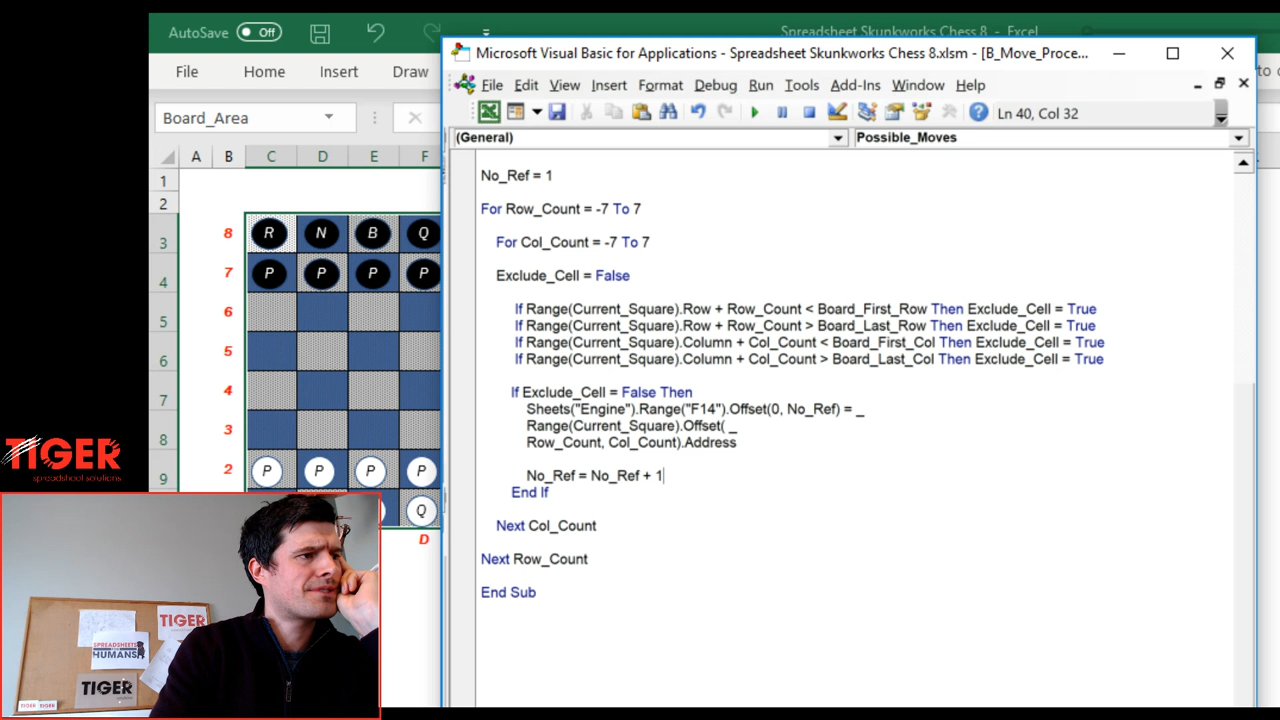 AutoSave Off
Spreadsheet Skunkworks Chess 8 - Excel
File Home Insert Draw
Board_Area
A B C D E F
1
2
3
4
5
6
7
8
9
8 R N B Q
7 P P P P
6
5
4
3
2 P P P P
Q
D
Microsoft Visual Basic for Applications - Spreadsheet Skunkworks Chess 8.xlsm - [B_Move_Proce...
File Edit View Insert Format Debug Run Tools Add-Ins Window Help
Ln 40, Col 32
(General)
Possible_Moves
No_Ref = 1
For Row_Count = -7 To 7
For Col_Count = -7 To 7
Exclude_Cell = False
If Range(Current_Square).Row + Row_Count < Board_First_Row Then Exclude_Cell = True
If Range(Current_Square).Row + Row_Count > Board_Last_Row Then Exclude_Cell = True
If Range(Current_Square).Column + Col_Count < Board_First_Col Then Exclude_Cell = True
If Range(Current_Square).Column + Col_Count > Board_Last_Col Then Exclude_Cell = True
If Exclude_Cell = False Then
Sheets("Engine").Range("F14").Offset(0, No_Ref) = _
Range(Current_Square).Offset( _
Row_Count, Col_Count).Address
No_Ref = No_Ref + 1
End If
Next Col_Count
Next Row_Count
End Sub
TIGER
spreadsheet solutions
TIGER
SPREADSHEETS
HUMANS
TIGER
TIGER TIGER